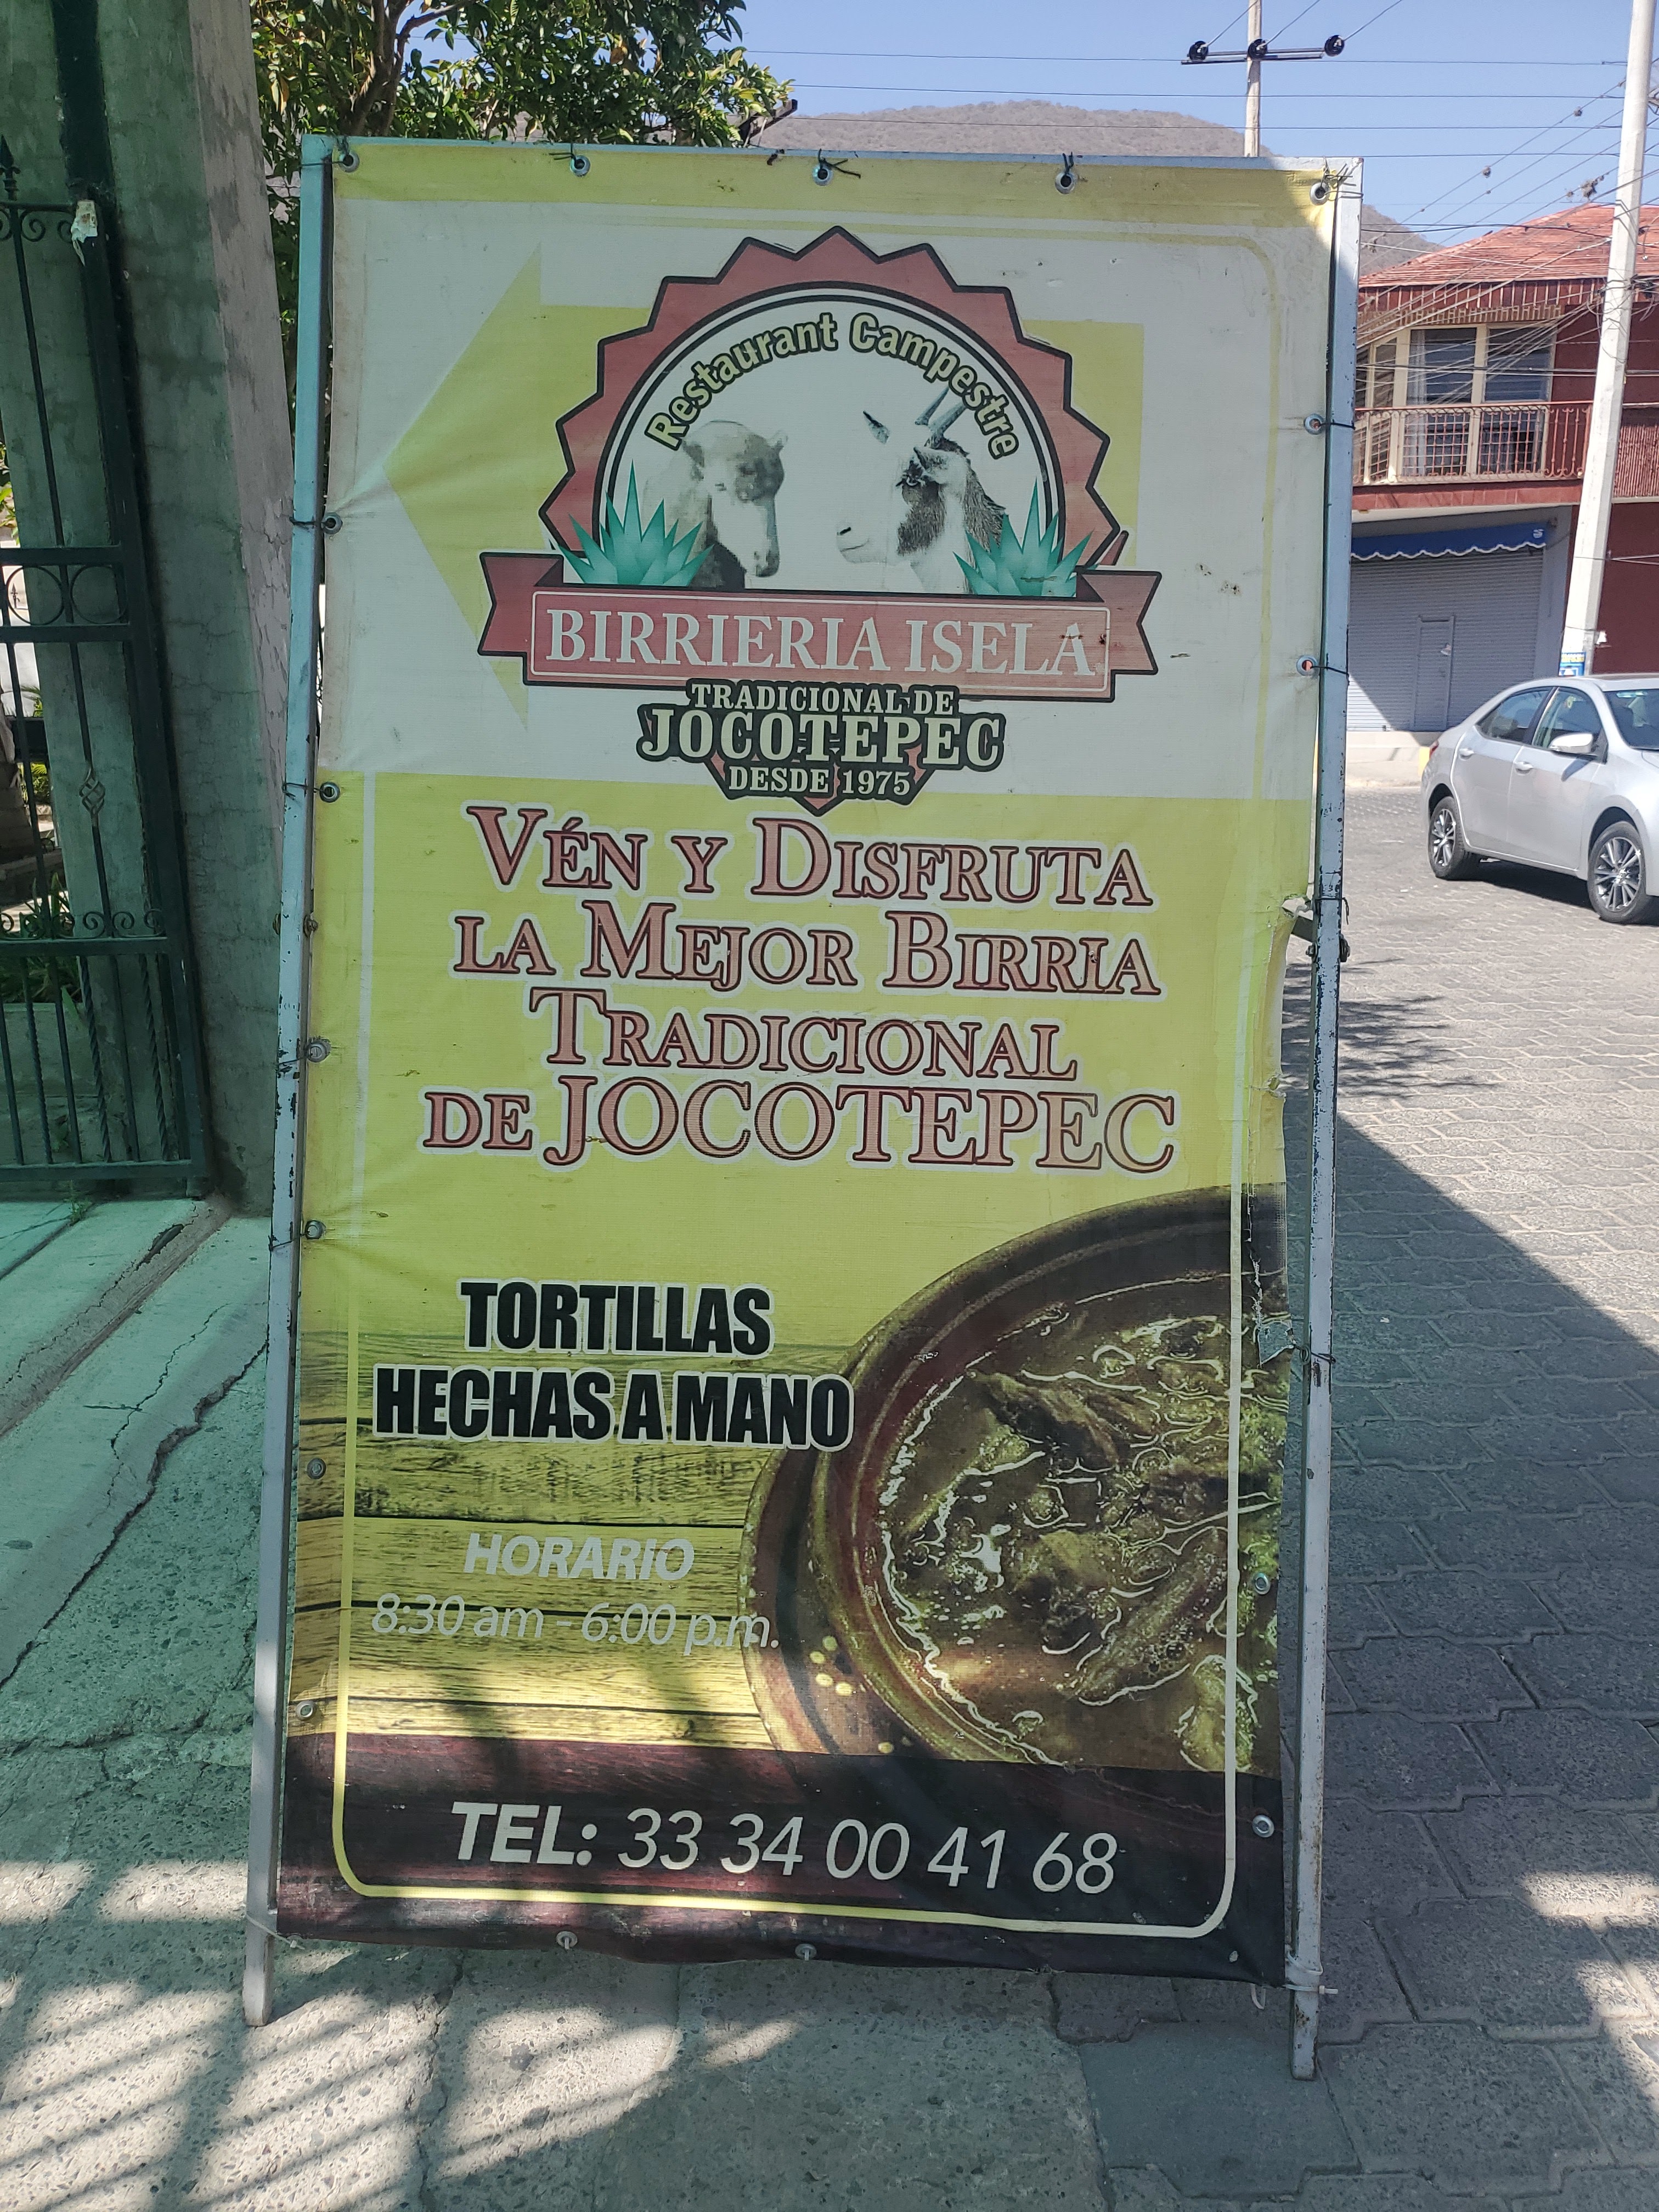 Restaurant Campestre
BIRRIERIA ISELA
TRADICIONAL DE
JOCOTEPEC
DESDE 1975
VÉN Y DISFRUTA
LA MEJOR BIRRIA
TRADICIONAL
DE JOCOTEPEC
TORTILLAS
HECHAS A MANO
HORARIO
8:30 am - 6:00 p.m.
TEL: 33 34 00 41 68